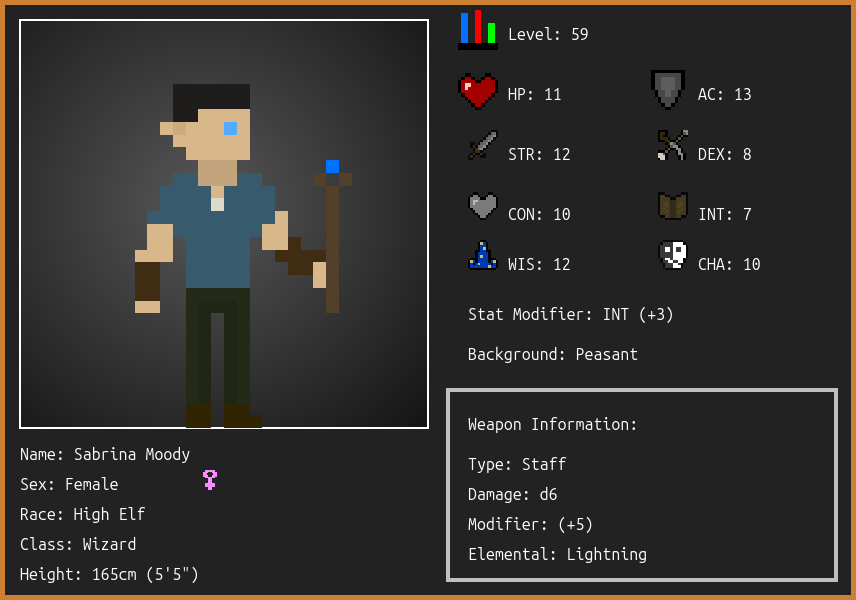 Level: 59
HP: 11
AC: 13
STR: 12
DEX: 8
CON: 10
INT: 7
WIS: 12
CHA: 10
Stat Modifier: INT (+3)
Background: Peasant
Weapon Information:
Type: Staff
Damage: d6
Modifier: (+5)
Elemental: Lightning
Name: Sabrina Moody
Sex: Female
Race: High Elf
Class: Wizard
Height: 165cm (5'5")